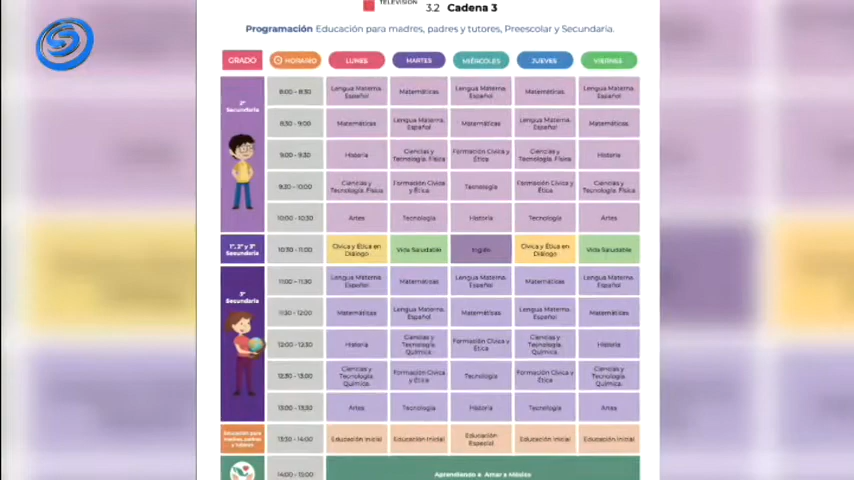 TELEVISIÓN
3.2 Cadena 3
Programación Educación para madres, padres y tutores, Preescolar y Secundaria.
GRADO HORARIO LUNES MARTES MIÉRCOLES JUEVES VIERNES
2° Secundaria
8:00 - 8:30 Lengua Materna. Español Matemáticas Lengua Materna. Español Matemáticas Lengua Materna. Español
8:30 - 9:00 Matemáticas Lengua Materna. Español Matemáticas Lengua Materna. Español Matemáticas
9:00 - 9:30 Historia Ciencias y Tecnología. Física Formación Cívica y Ética Ciencias y Tecnología. Física Historia
9:30 - 10:00 Ciencias y Tecnología. Física Formación Cívica y Ética. Tecnología Formación Cívica y Ética Ciencias y Tecnología. Física
10:00 - 10:30 Artes Tecnología Historia Tecnología Artes
1°, 2° y 3° Secundaria
10:30 - 11:00 Cívica y Ética en Diálogo Vida Saludable Inglés Cívica y Ética en Diálogo Vida Saludable
3° Secundaria
11:00 - 11:30 Lengua Materna. Español Matemáticas Lengua Materna. Español Matemáticas Lengua Materna. Español
11:30 - 12:00 Matemáticas Lengua Materna. Español Matemáticas Lengua Materna. Español Matemáticas
12:00 - 12:30 Historia Ciencias y Tecnología. Química Formación Cívica y Ética Ciencias y Tecnología. Química Historia
12:30 - 13:00 Ciencias y Tecnología Química. Formación Cívica y Ética Tecnología Formación Cívica y Ética Ciencias y Tecnología Química.
13:00 - 13:30 Artes Tecnología Historia Tecnología Artes
Educación para madres, padres y tutores
13:30 - 14:00 Educación Inicial Educación Inicial Educación Especial Educación Inicial Educación Inicial
14:00 - 15:00 Aprendiendo a Amar a México